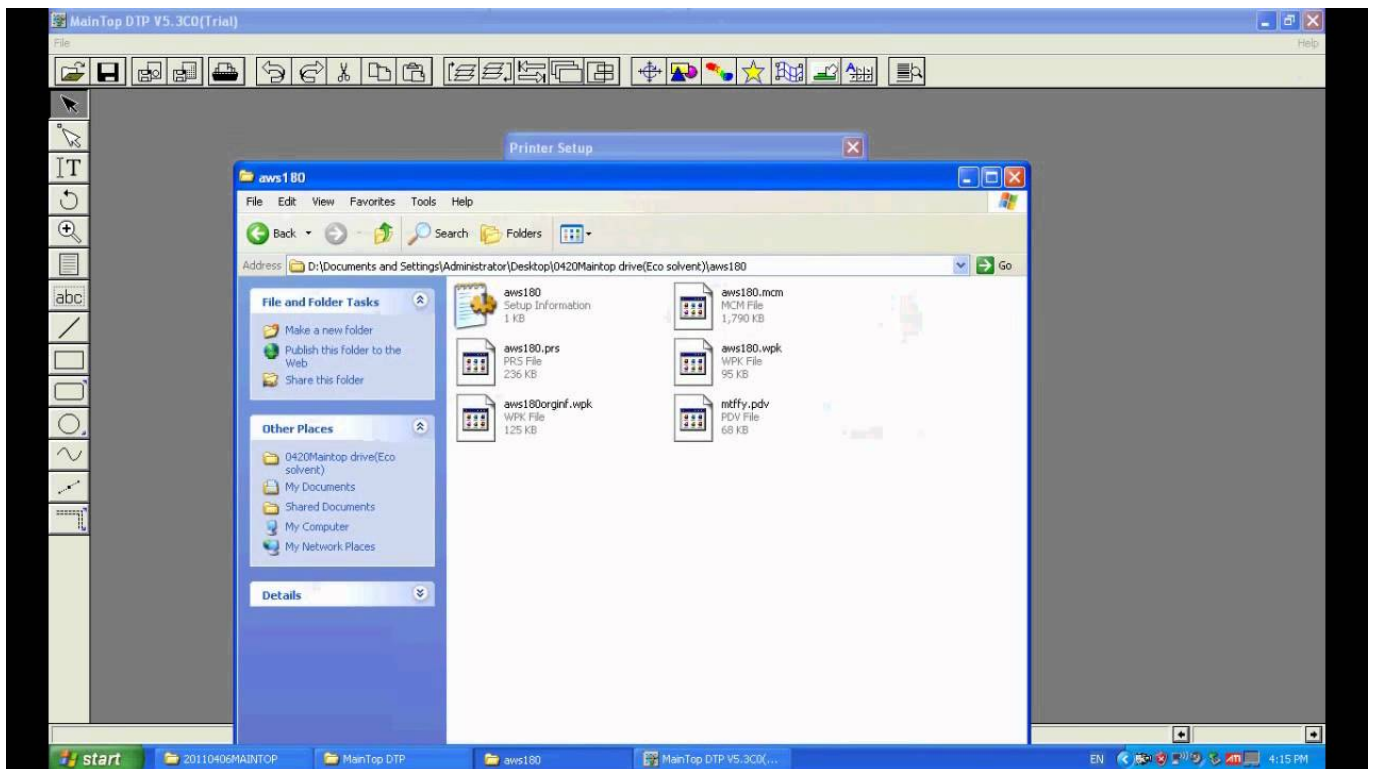 MainTop DTP V5.3C0(Trial)
File Help
T
abc
Printer Setup
aws180
File Edit View Favorites Tools Help
Back Search Folders
Address D:\Documents and Settings\Administrator\Desktop\0420Maintop drive(Eco solvent)\aws180 Go
File and Folder Tasks
Make a new folder
Publish this folder to the
Web
Share this folder
Other Places
0420Maintop drive(Eco
solvent)
My Documents
Shared Documents
My Computer
My Network Places
Details
aws180
Setup Information
1 KB
aws180.mcm
MCM File
1,790 KB
aws180.prs
PRS File
236 KB
aws180.wpk
WPK File
95 KB
aws180orginf.wpk
WPK File
125 KB
mtffy.pdv
PDV File
68 KB
start 20110406MAINTOP MainTop DTP aws180 MainTop DTP V5.3C0(... EN 4:15 PM